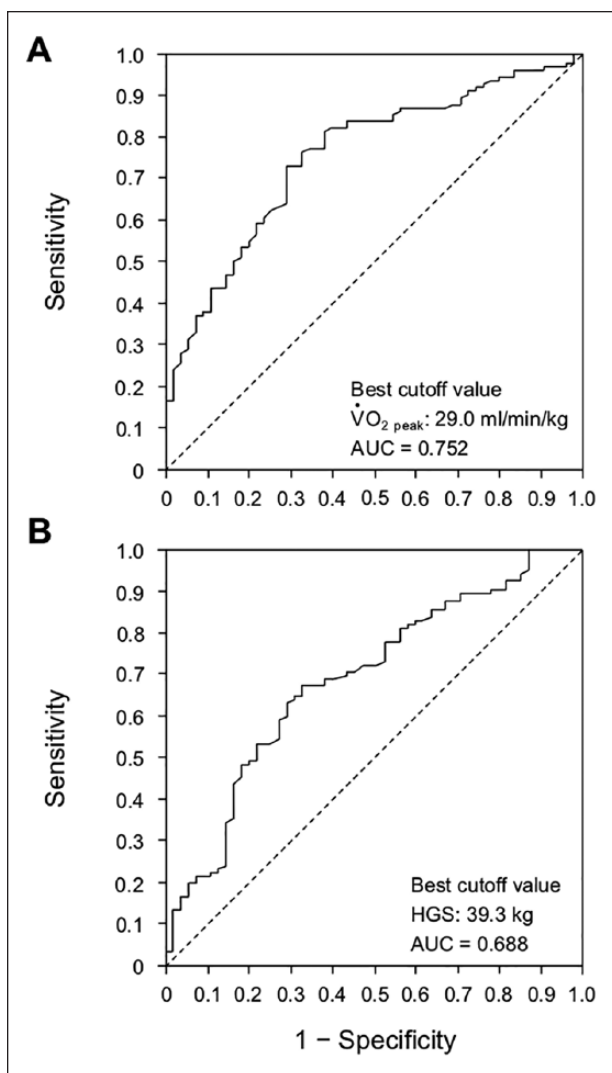 A
Sensitivity
1.0
0.9
0.8
0.7
0.6
0.5
0.4
0.3
0.2
0.1
0
Best cutoff value
V̇O₂ peak: 29.0 ml/min/kg
AUC = 0.752
0 0.1 0.2 0.3 0.4 0.5 0.6 0.7 0.8 0.9 1.0
B
Sensitivity
1.0
0.9
0.8
0.7
0.6
0.5
0.4
0.3
0.2
0.1
0
Best cutoff value
HGS: 39.3 kg
AUC = 0.688
0 0.1 0.2 0.3 0.4 0.5 0.6 0.7 0.8 0.9 1.0
1 − Specificity